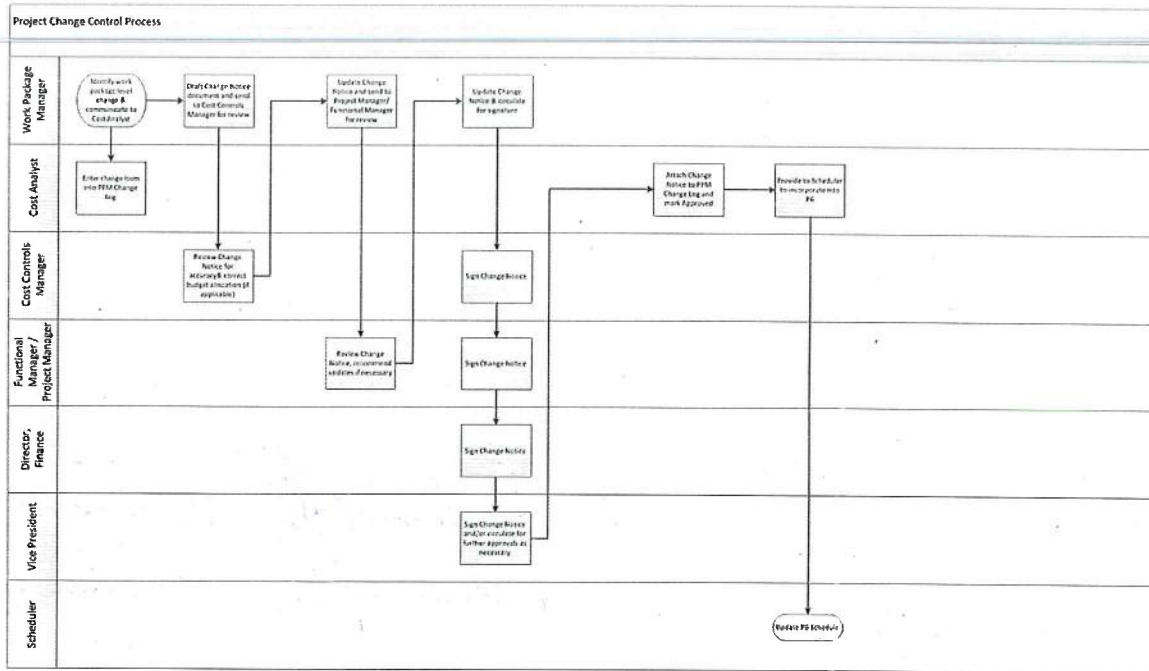 Project Change Control Process
Work Package
Manager
Identify work
package level
change &
communicate to
Cost Analyst
Draft Change Notice
document and send
to Cost Controls
Manager for review
Update Change
Notice and send to
Project Manager/
Functional Manager
for review
Update Change
Notice & circulate
for signature
Cost Analyst
Enter change
into PPM Change
Log
Attach Change
Notice to PPM
Change Log and
mark Approved
Provide to Scheduler
to incorporate into
P6
Cost Controls
Manager
Review Change
Notice for
accuracy & correct
budget allocation (if
applicable)
Sign Change Notice
Functional
Manager /
Project Manager
Review Change
Notice, recommend
updates if necessary
Sign Change Notice
Director,
Finance
Sign Change Notice
Vice President
Sign Change Notice
and/or circulate for
further approvals as
necessary
Scheduler
Update P6 Schedule